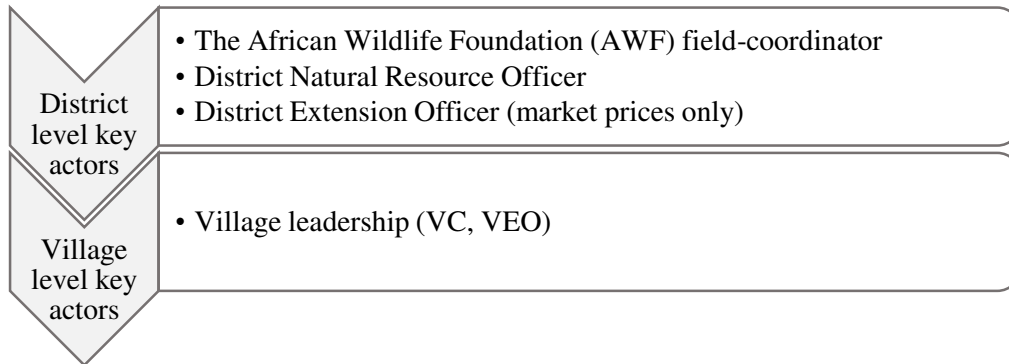 District
level key
actors
• The African Wildlife Foundation (AWF) field-coordinator
• District Natural Resource Officer
• District Extension Officer (market prices only)
Village
level key
actors
• Village leadership (VC, VEO)